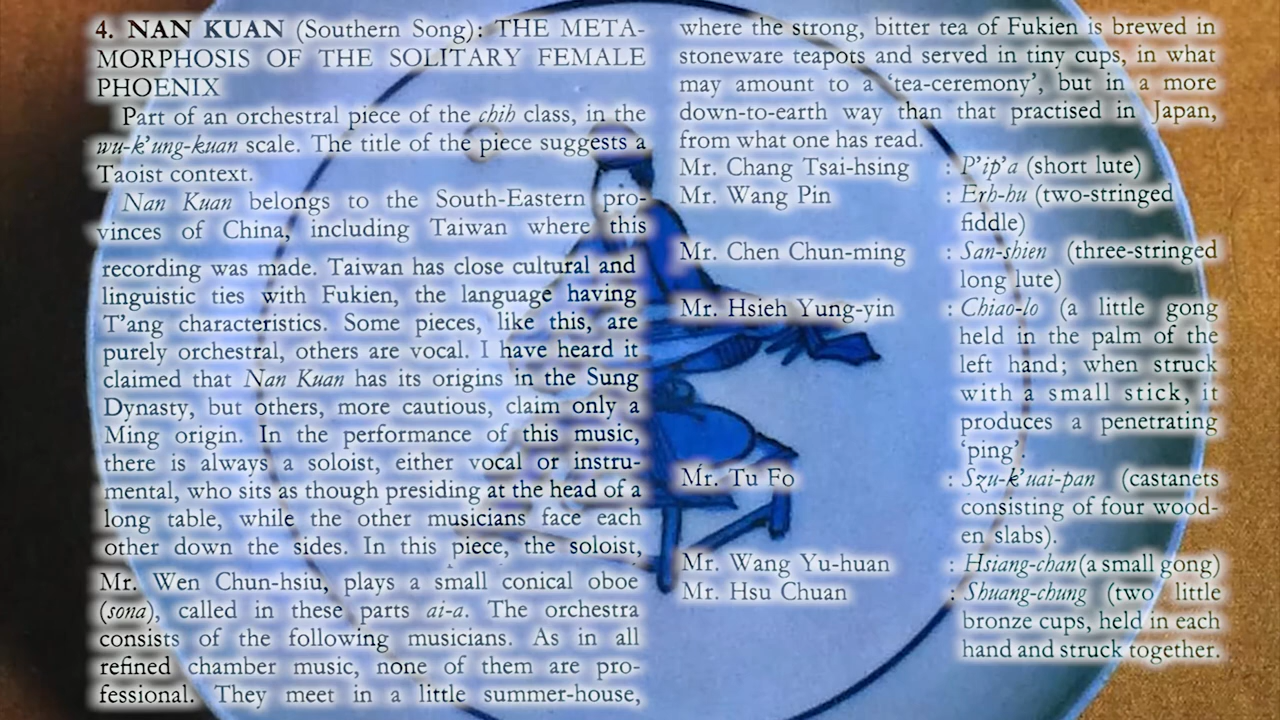 4. NAN KUAN (Southern Song): THE META-
MORPHOSIS OF THE SOLITARY FEMALE
PHOENIX
Part of an orchestral piece of the chih class, in the
wu-k'ung-kuan scale. The title of the piece suggests a
Taoist context.
Nan Kuan belongs to the South-Eastern pro-
vinces of China, including Taiwan where this
recording was made. Taiwan has close cultural and
linguistic ties with Fukien, the language having
T'ang characteristics. Some pieces, like this, are
purely orchestral, others are vocal. I have heard it
claimed that Nan Kuan has its origins in the Sung
Dynasty, but others, more cautious, claim only a
Ming origin. In the performance of this music,
there is always a soloist, either vocal or instru-
mental, who sits as though presiding at the head of a
long table, while the other musicians face each
other down the sides. In this piece, the soloist,
Mr. Wen Chun-hsiu, plays a small conical oboe
(sona), called in these parts ai-a. The orchestra
consists of the following musicians. As in all
refined chamber music, none of them are pro-
fessional. They meet in a little summer-house,
where the strong, bitter tea of Fukien is brewed in
stoneware teapots and served in tiny cups, in what
may amount to a 'tea-ceremony', but in a more
down-to-earth way than that practised in Japan,
from what one has read.
Mr. Chang Tsai-hsing : P'ip'a (short lute)
Mr. Wang Pin : Erh-hu (two-stringed
fiddle)
Mr. Chen Chun-ming : San-shien (three-stringed
long lute)
Mr. Hsieh Yung-yin : Chiao-lo (a little gong
held in the palm of the
left hand; when struck
with a small stick, it
produces a penetrating
'ping'.
Mr. Tu Fo : Szu-k'uai-pan (castanets
consisting of four wood-
en slabs).
Mr. Wang Yu-huan : Hsiang-chan (a small gong)
Mr. Hsu Chuan : Shuang-chung (two little
bronze cups, held in each
hand and struck together.